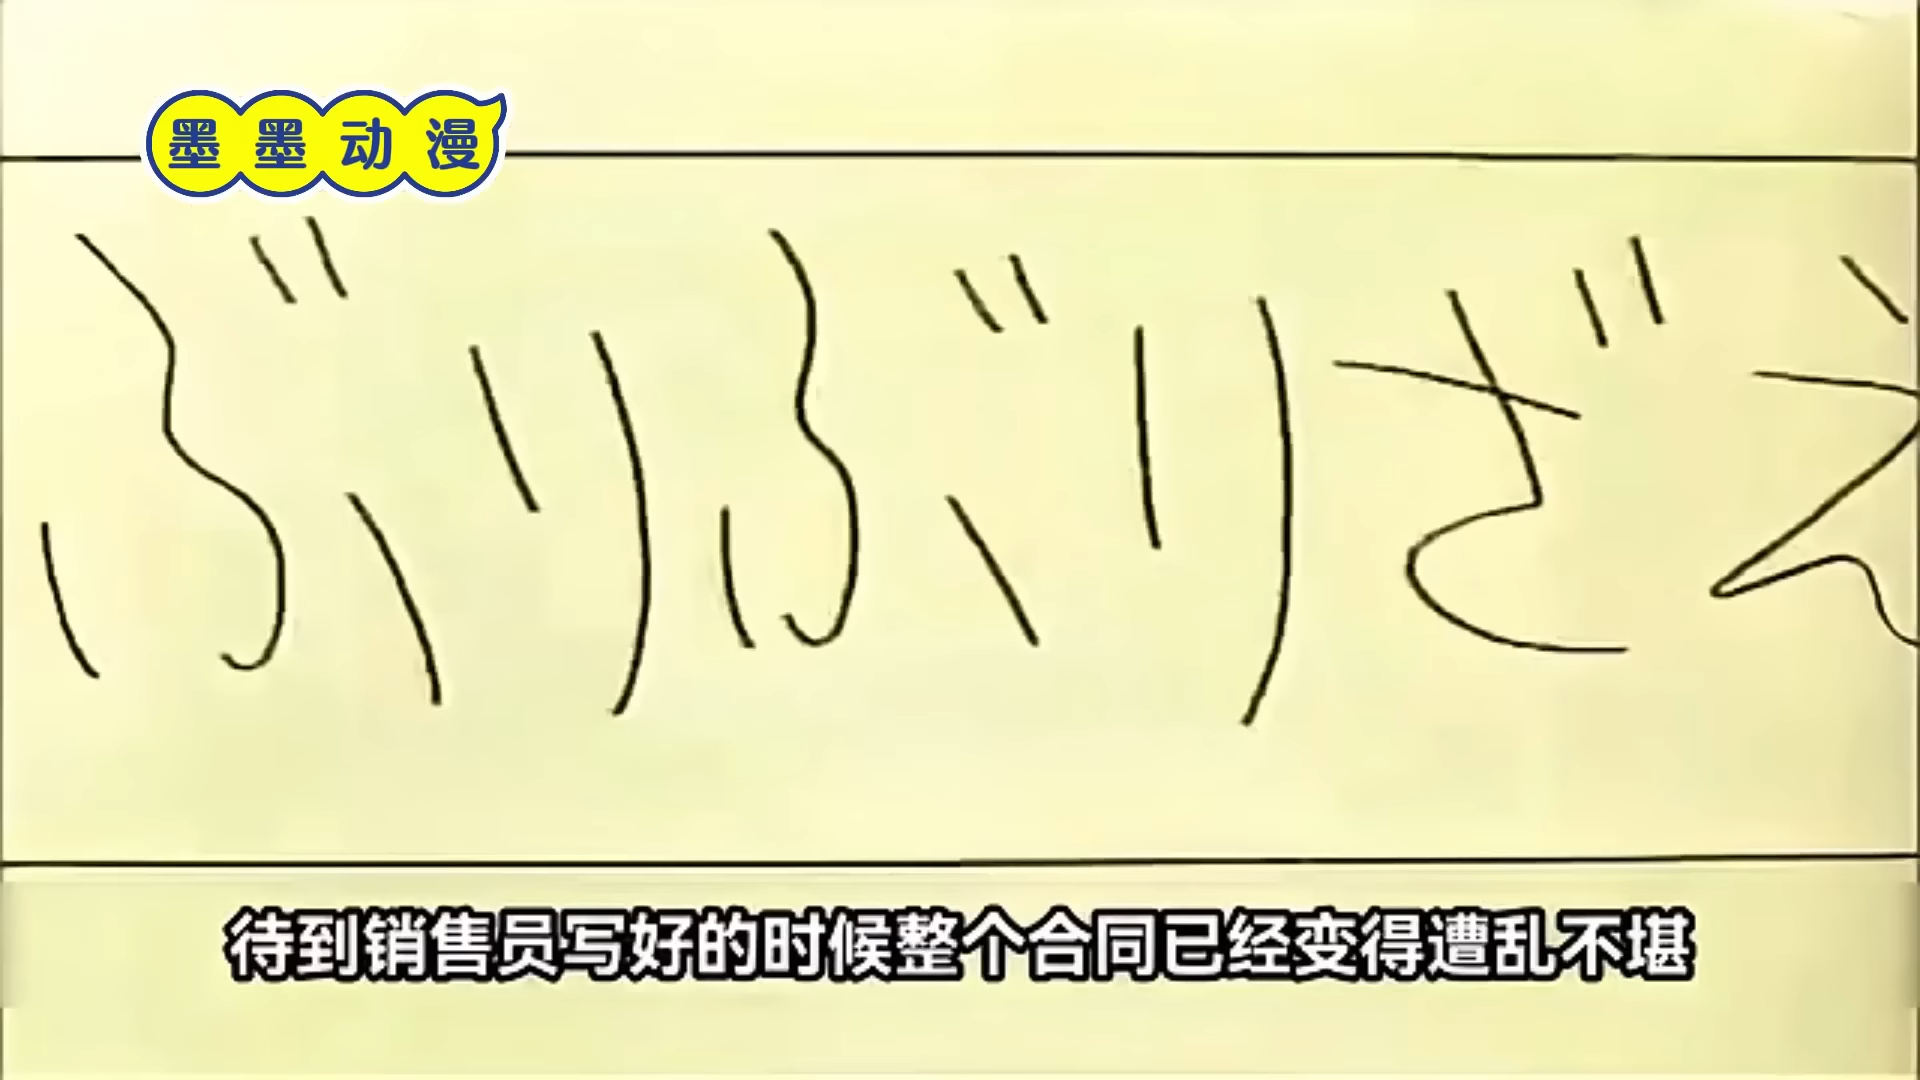 墨墨动漫
ぶりぶりざえ
待到销售员写好的时候整个合同已经变得遭乱不堪